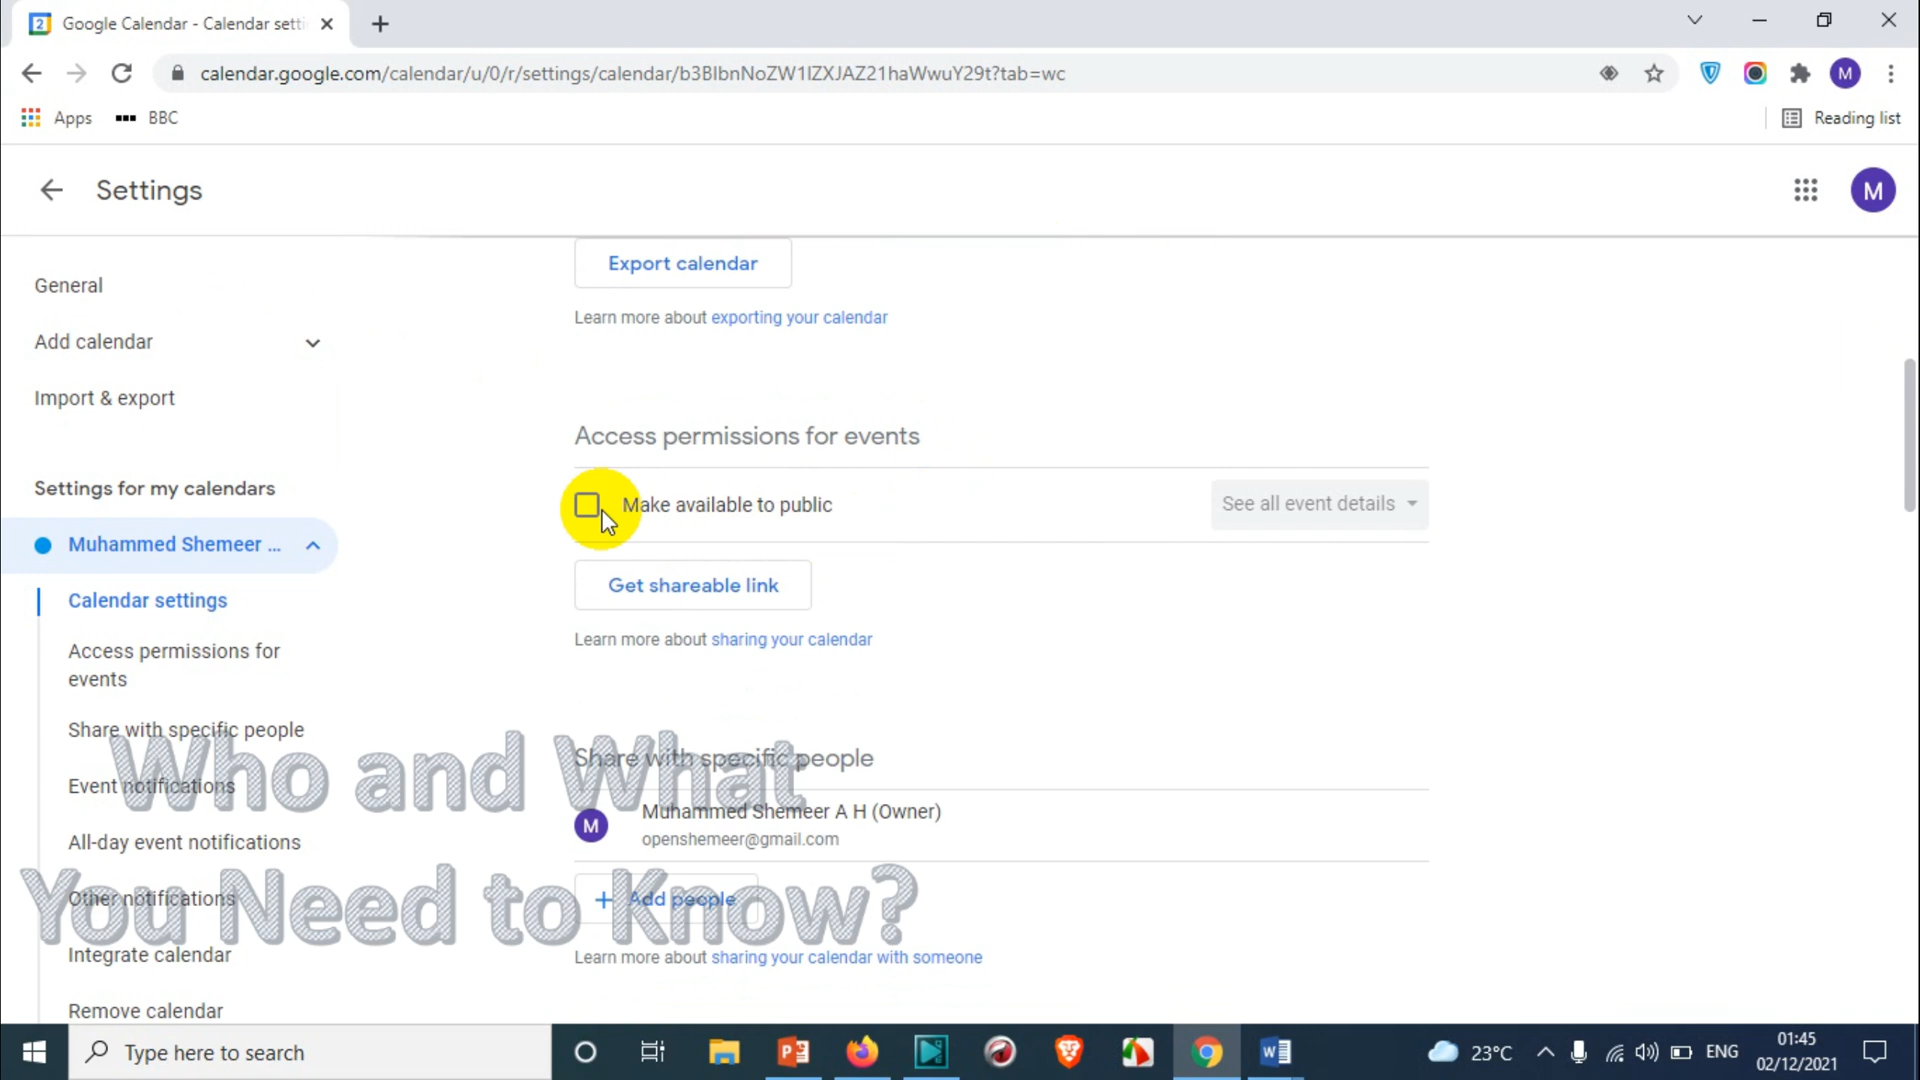 Google Calendar - Calendar setti
calendar.google.com/calendar/u/0/r/settings/calendar/b3BlbnNoZW1lZXJAZ21haWwuY29t?tab=wc
M
Apps
BBC
Reading list
Settings
M
General
Add calendar
Import & export
Settings for my calendars
Muhammed Shemeer ...
Calendar settings
Access permissions for
events
Share with specific people
Event notifications
All-day event notifications
Other notifications
Integrate calendar
Remove calendar
Export calendar
Learn more about exporting your calendar
Access permissions for events
Make available to public
See all event details
Get shareable link
Learn more about sharing your calendar
Share with specific people
M
Muhammed Shemeer A H (Owner)
openshemeer@gmail.com
+ Add people
Learn more about sharing your calendar with someone
Who and What
You Need to Know?
Type here to search
23°C
ENG
01:45
02/12/2021